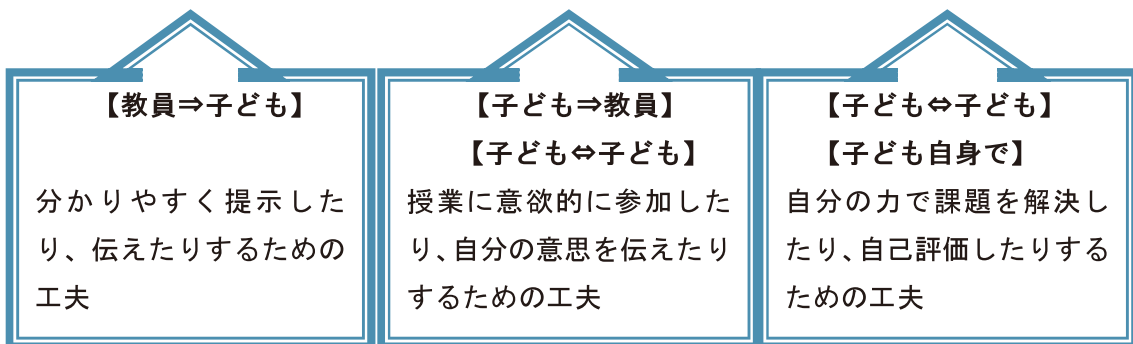 【教員⇒子ども】
分かりやすく提示した
り、伝えたりするための
工夫
【子ども⇒教員】
【子ども⇔子ども】
授業に意欲的に参加した
り、自分の意思を伝えたり
するための工夫
【子ども⇔子ども】
【子ども自身で】
自分の力で課題を解決し
たり、自己評価したりする
ための工夫